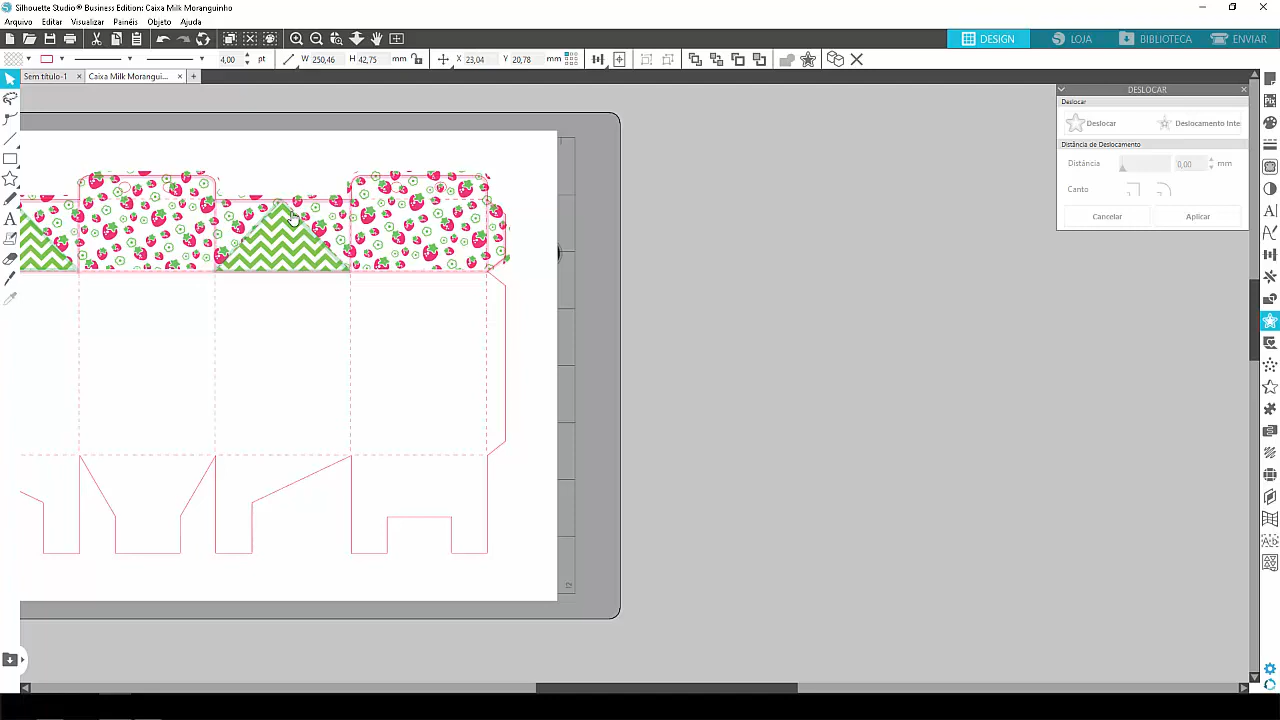 Silhouette Studio® Business Edition: Caixa Milk Moranguinho
Arquivo Editar Visualizar Painéis Objeto Ajuda
DESIGN LOJA BIBLIOTECA ENVIAR
4,00 pt W 250,46 H 42,75 mm X 23,04 Y 20,78 mm
Sem título-1 × Caixa Milk Morangui... × +
DESLOCAR
Deslocar
Deslocar Deslocamento Inte
Distância de Deslocamento
Distância 0,00 mm
Canto
Cancelar Aplicar
12